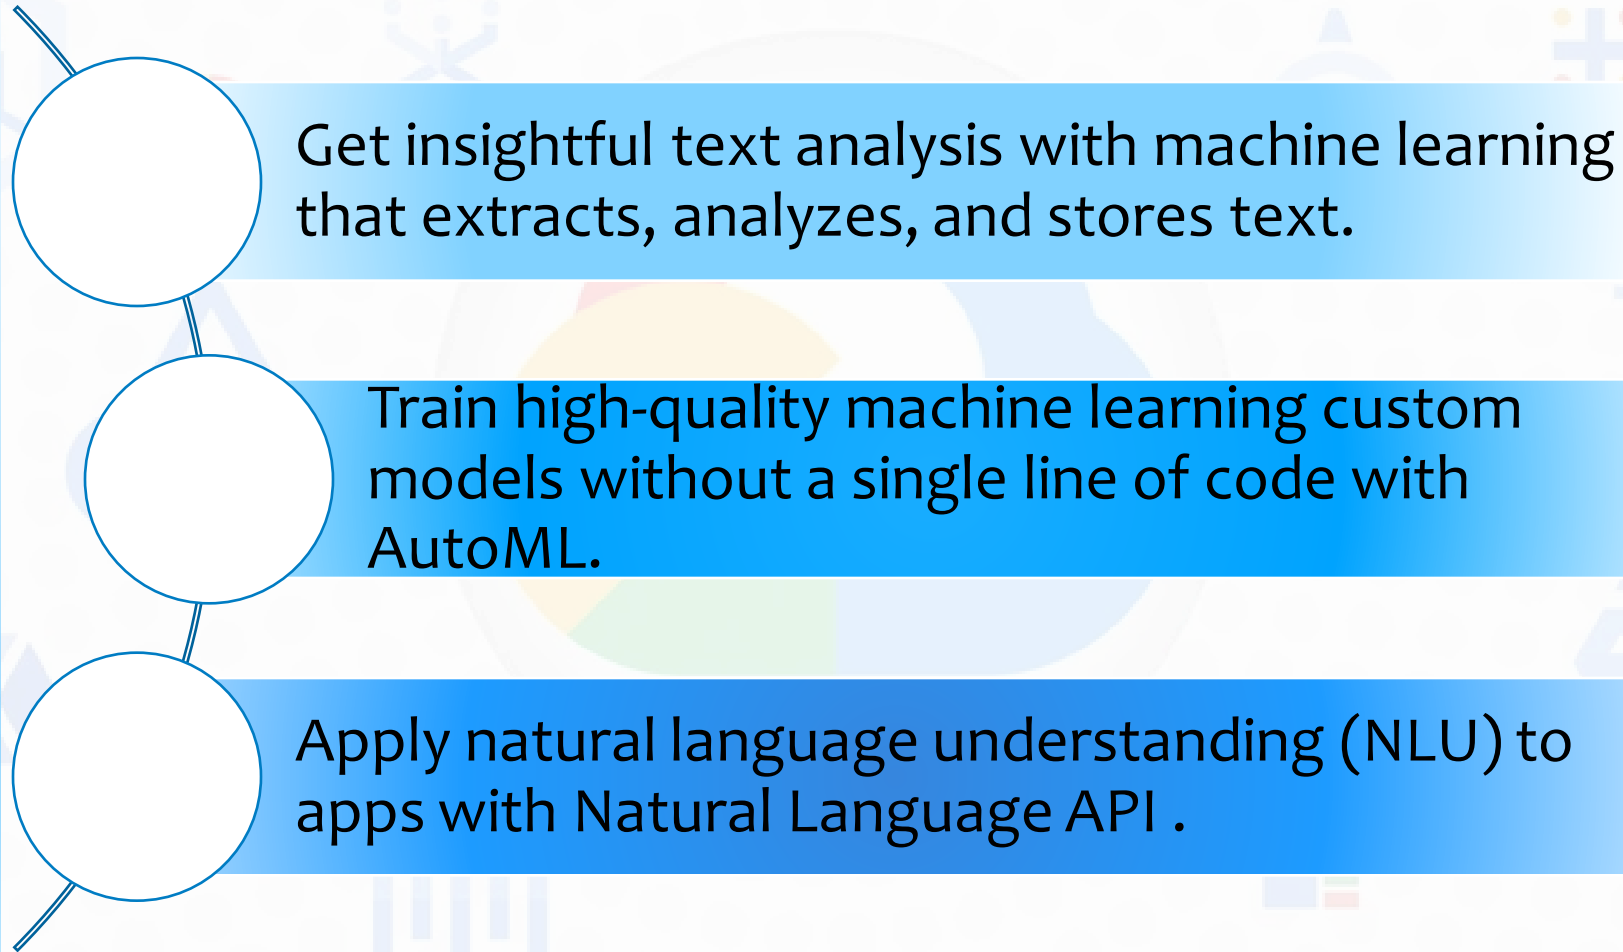 Get insightful text analysis with machine learning
that extracts, analyzes, and stores text.
Train high-quality machine learning custom
models without a single line of code with
AutoML.
Apply natural language understanding (NLU) to
apps with Natural Language API .